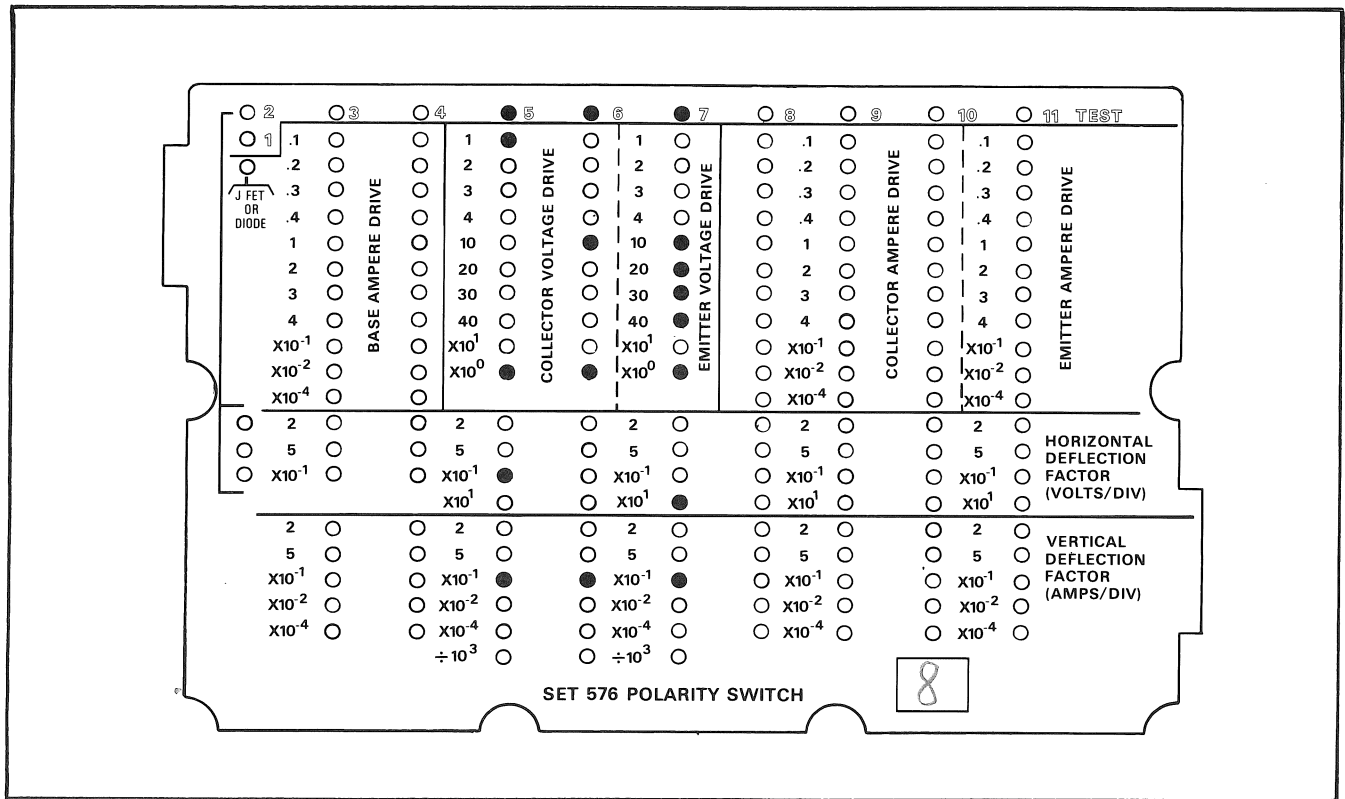 2 3 4 5 6 7 8 9 10 11 TEST
1 .1 1 1 .1 .1
.2 2 2 .2 .2
J FET .3 3 3 .3 .3
OR .4 4 4 .4 .4
DIODE
1 10 10 1 1
2 20 20 2 2
3 30 30 3 3
4 40 40 4 4
X10⁻¹ X10¹ X10¹ X10⁻¹ X10⁻¹
X10⁻² X10⁰ X10⁰ X10⁻² X10⁻²
X10⁻⁴ X10⁻⁴ X10⁻⁴
BASE AMPERE DRIVE
COLLECTOR VOLTAGE DRIVE
EMITTER VOLTAGE DRIVE
COLLECTOR AMPERE DRIVE
EMITTER AMPERE DRIVE
2 2 2 2 2
5 5 5 5 5
X10⁻¹ X10⁻¹ X10⁻¹ X10⁻¹ X10⁻¹
X10¹ X10¹ X10¹ X10¹
HORIZONTAL
DEFLECTION
FACTOR
(VOLTS/DIV)
2 2 2 2 2
5 5 5 5 5
X10⁻¹ X10⁻¹ X10⁻¹ X10⁻¹ X10⁻¹
X10⁻² X10⁻² X10⁻² X10⁻² X10⁻²
X10⁻⁴ X10⁻⁴ X10⁻⁴ X10⁻⁴ X10⁻⁴
÷10³ ÷10³
VERTICAL
DEFLECTION
FACTOR
(AMPS/DIV)
SET 576 POLARITY SWITCH
8